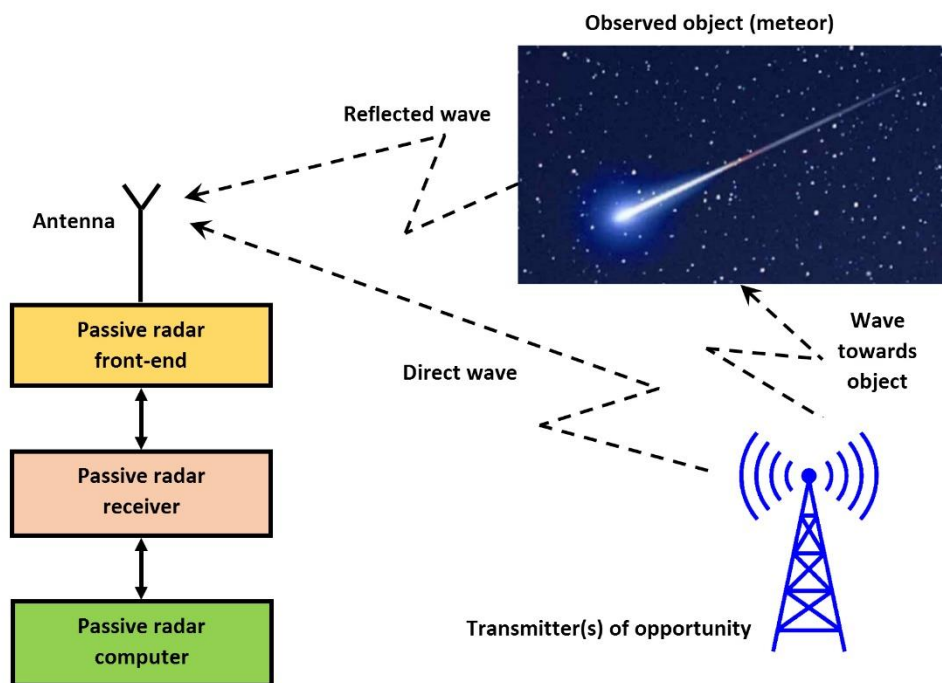 Observed object (meteor)
Reflected wave
Antenna
Passive radar
front-end
Wave
towards
object
Direct wave
Passive radar
receiver
Passive radar
computer
Transmitter(s) of opportunity